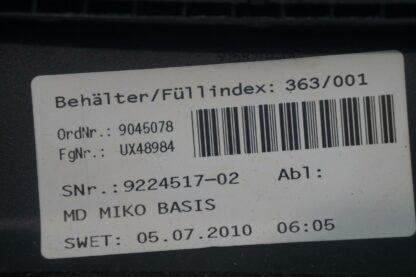 Behälter/Füllindex: 363/001
OrdNr.: 9045078
FgNr.: UX48984
SNr.:9224517-02 Abl:
MD MIKO BASIS
SWET: 05.07.2010 06:05